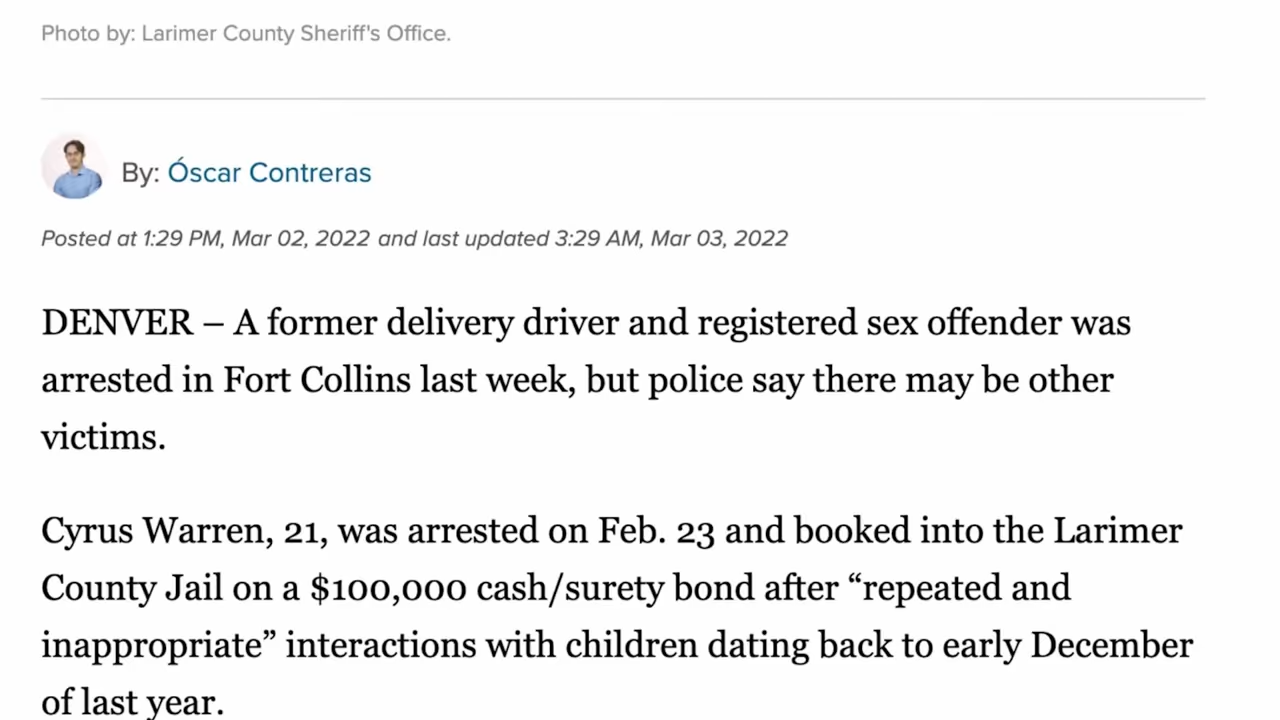 Photo by: Larimer County Sheriff's Office.
By: Óscar Contreras
Posted at 1:29 PM, Mar 02, 2022 and last updated 3:29 AM, Mar 03, 2022
DENVER – A former delivery driver and registered sex offender was
arrested in Fort Collins last week, but police say there may be other
victims.
Cyrus Warren, 21, was arrested on Feb. 23 and booked into the Larimer
County Jail on a $100,000 cash/surety bond after “repeated and
inappropriate” interactions with children dating back to early December
of last year.